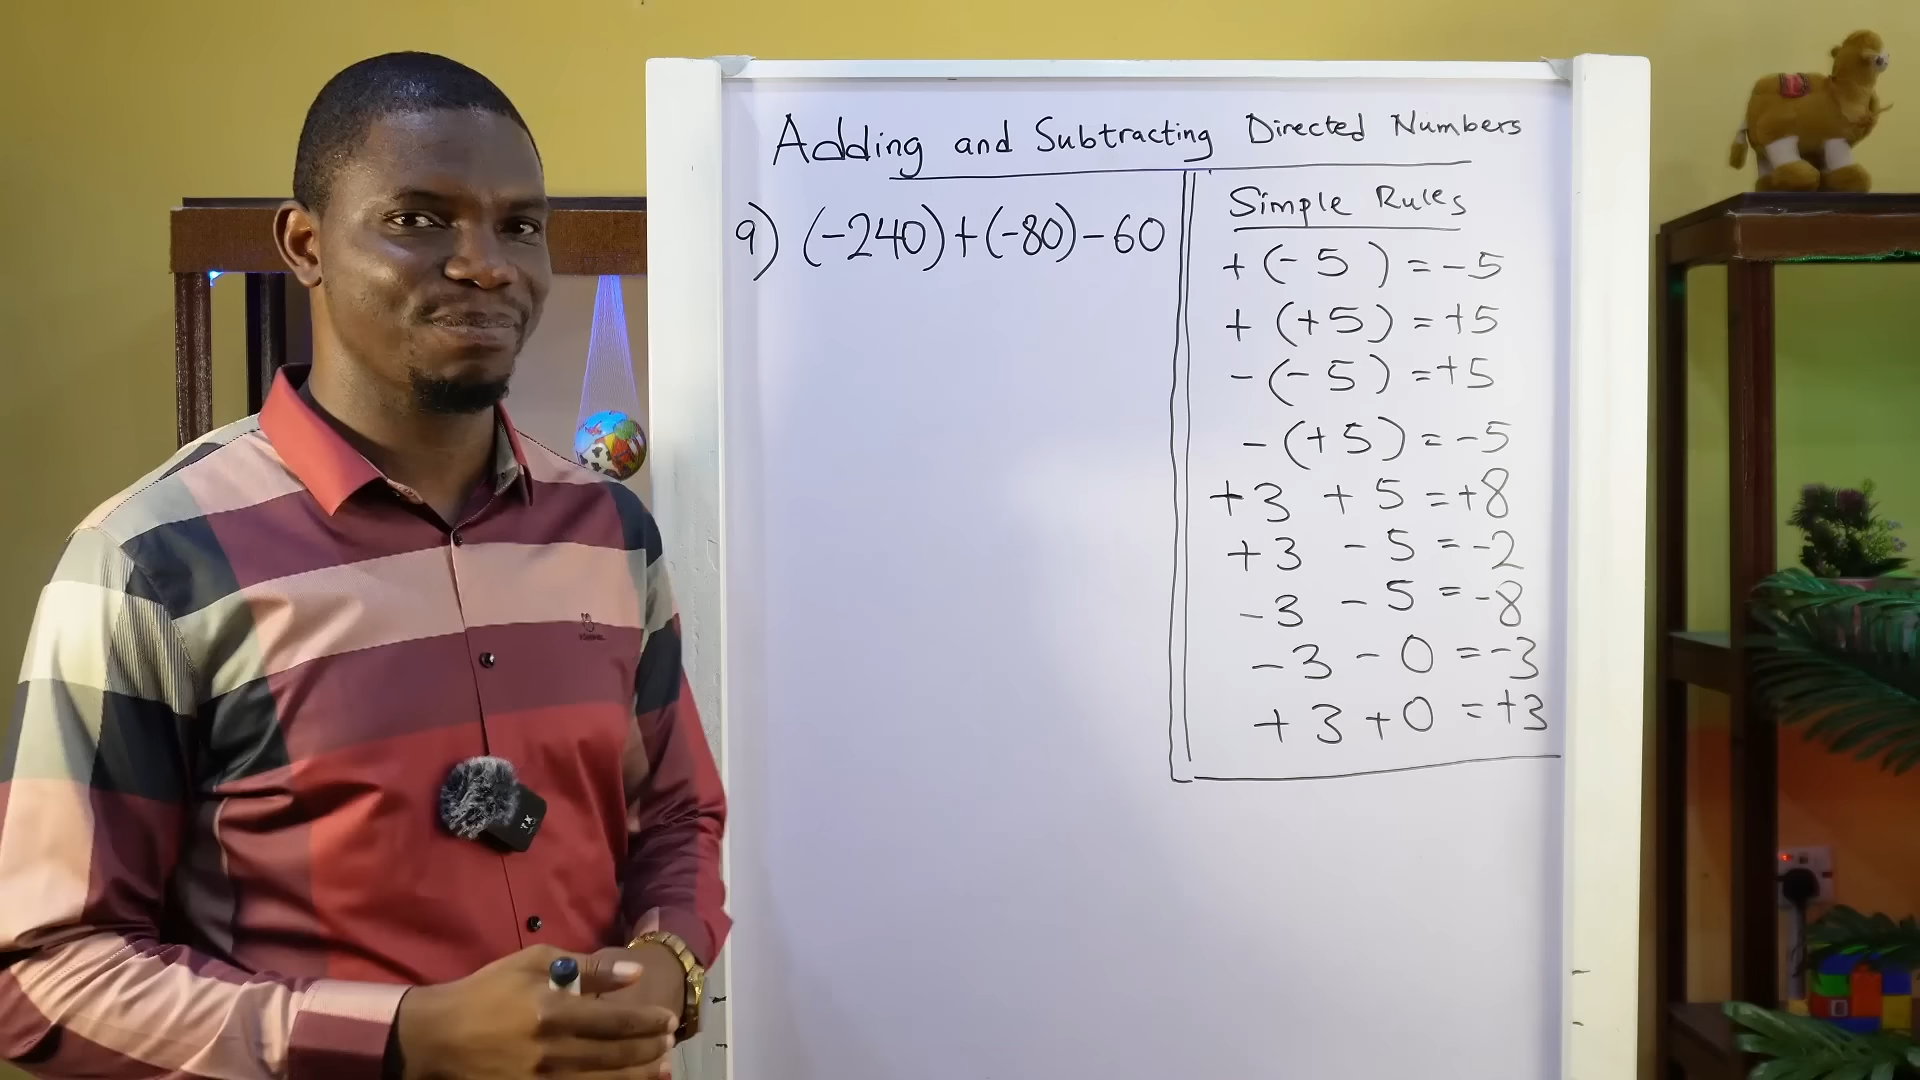 Adding and Subtracting Directed Numbers
9) (-240)+(-80)-60
Simple Rules
+(-5) = -5
+(+5) = +5
-(-5) = +5
-(+5) = -5
+3 + 5 = +8
+3 - 5 = -2
-3 - 5 = -8
-3 - 0 = -3
+3 + 0 = +3
TX